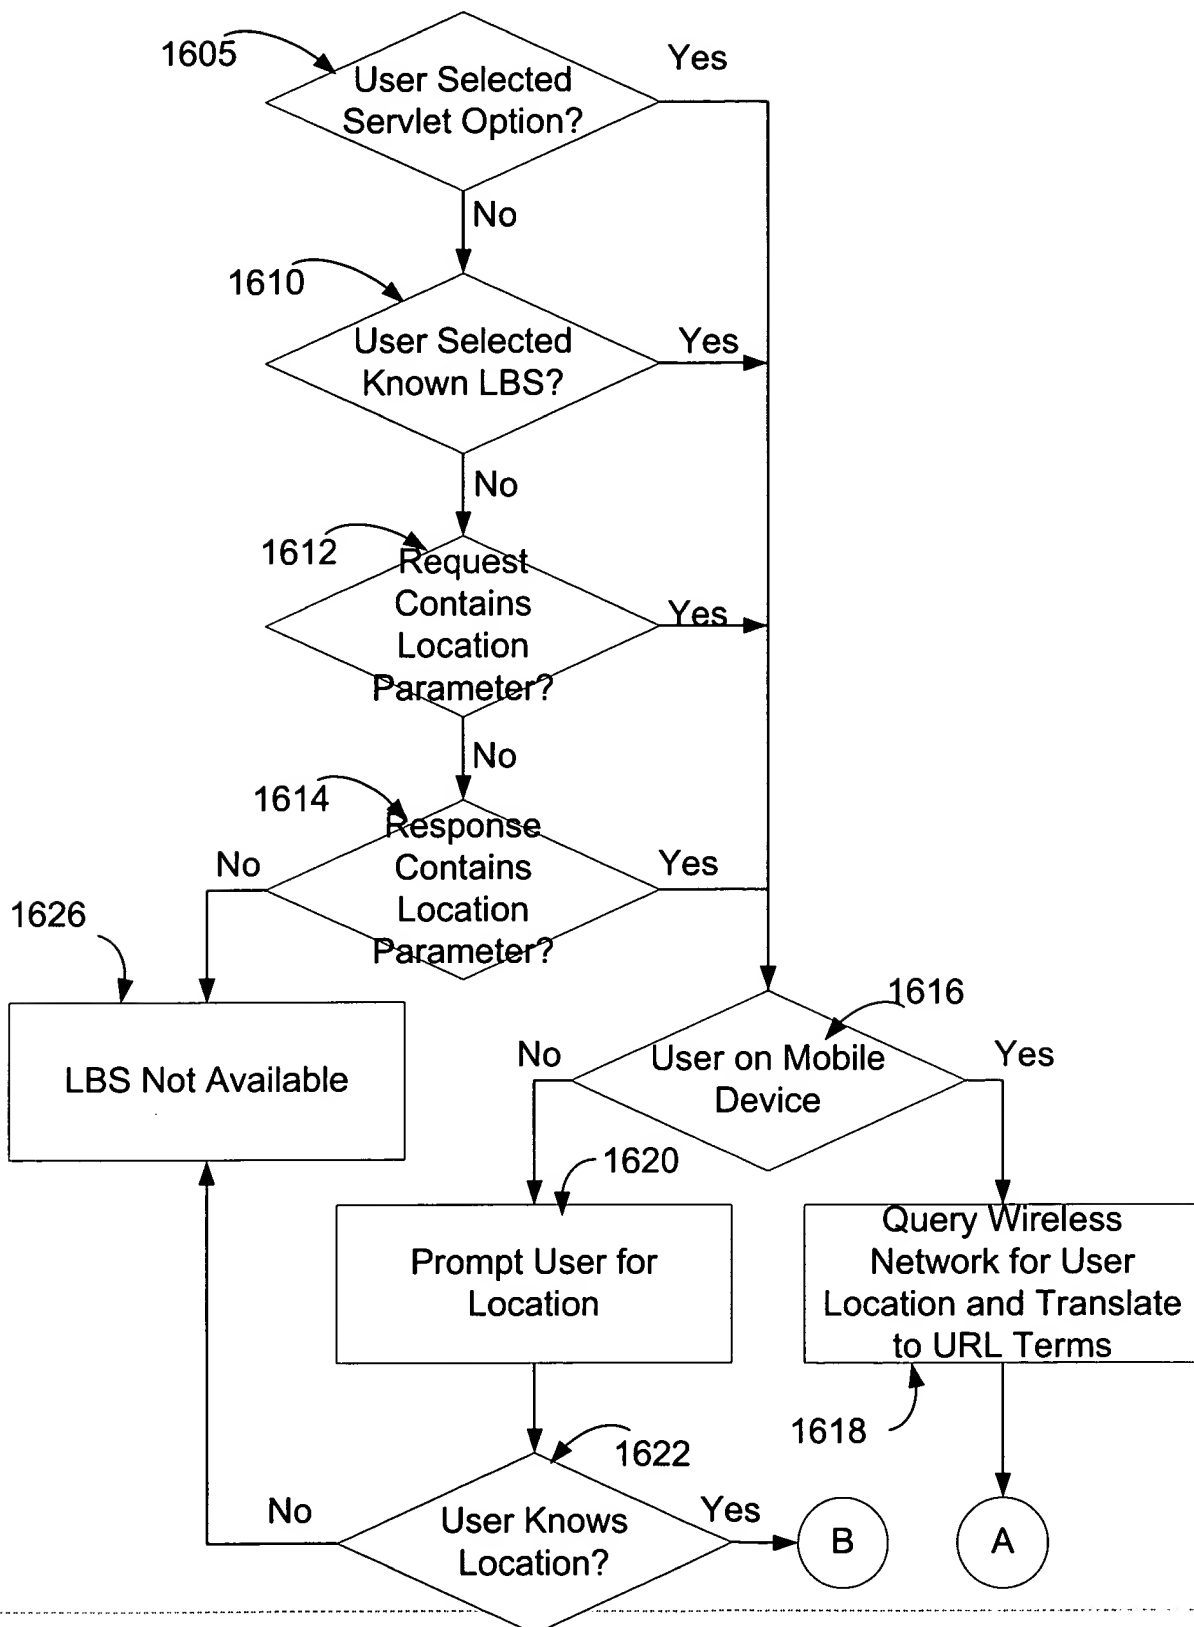 1605
User Selected
Servlet Option?
Yes
No
1610
User Selected
Known LBS?
Yes
No
1612
Request
Contains
Location
Parameter?
Yes
No
1614
Response
Contains
Location
Parameter?
No
Yes
1626
LBS Not Available
1616
User on Mobile
Device
No
Yes
1620
Prompt User for
Location
Query Wireless
Network for User
Location and Translate
to URL Terms
1618
1622
User Knows
Location?
No
Yes
B
A